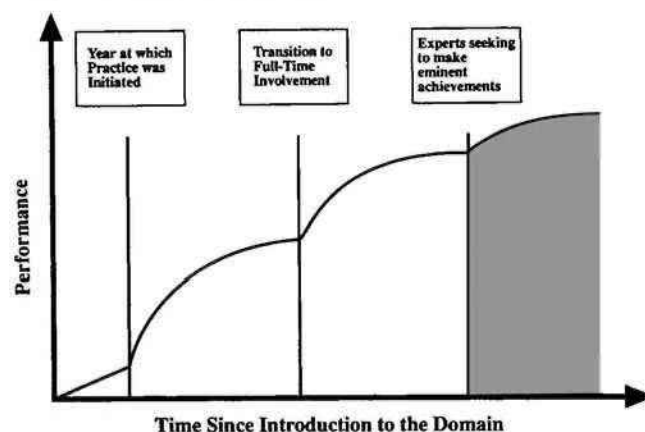 Year at which
Practice was
Initiated
Transition to
Full-Time
Involvement
Experts seeking
to make
eminent
achievements
Performance
Time Since Introduction to the Domain